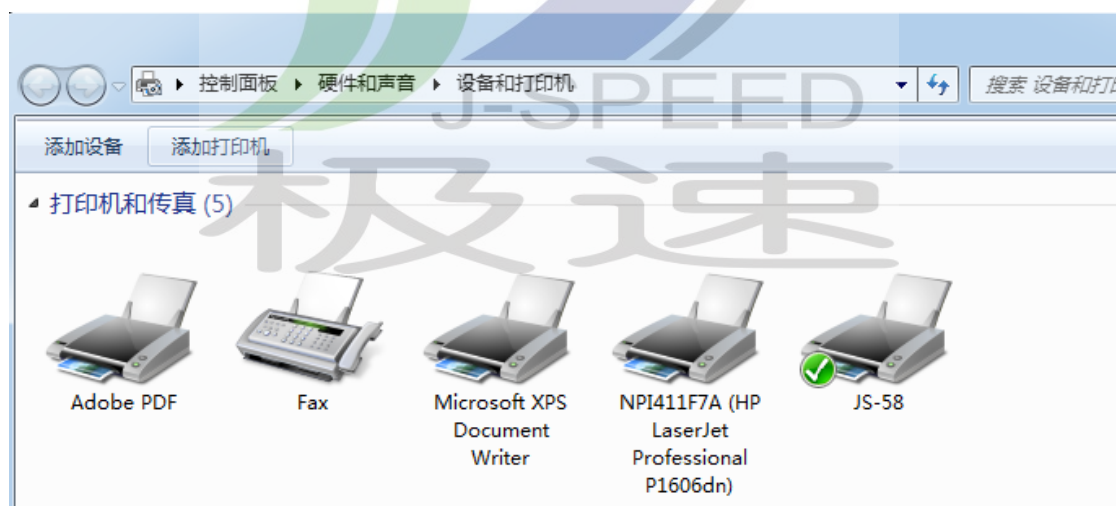 控制面板 ▸ 硬件和声音 ▸ 设备和打印机
搜索 设备和打
J-SPEED
添加设备 添加打印机
极速
打印机和传真 (5)
Adobe PDF
Fax
Microsoft XPS
Document
Writer
NPI411F7A (HP
LaserJet
Professional
P1606dn)
JS-58